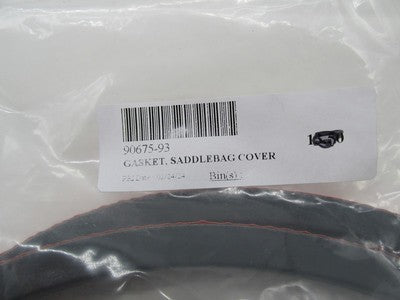 90675-93
GASKET, SADDLEBAG COVER
Bin(s):